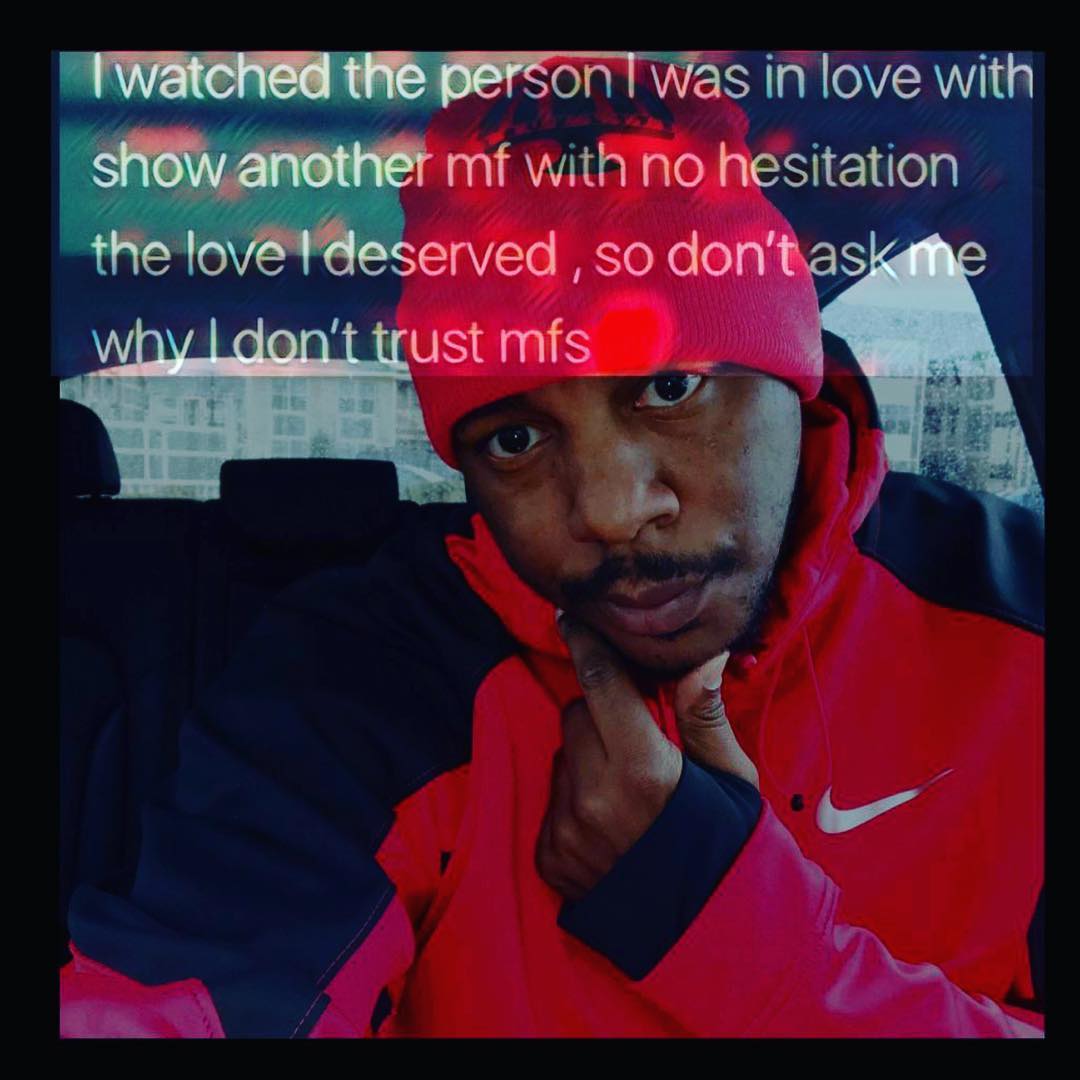 I watched the person I was in love with
show another mf with no hesitation
the love I deserved , so don't ask me
why I don't trust mfs